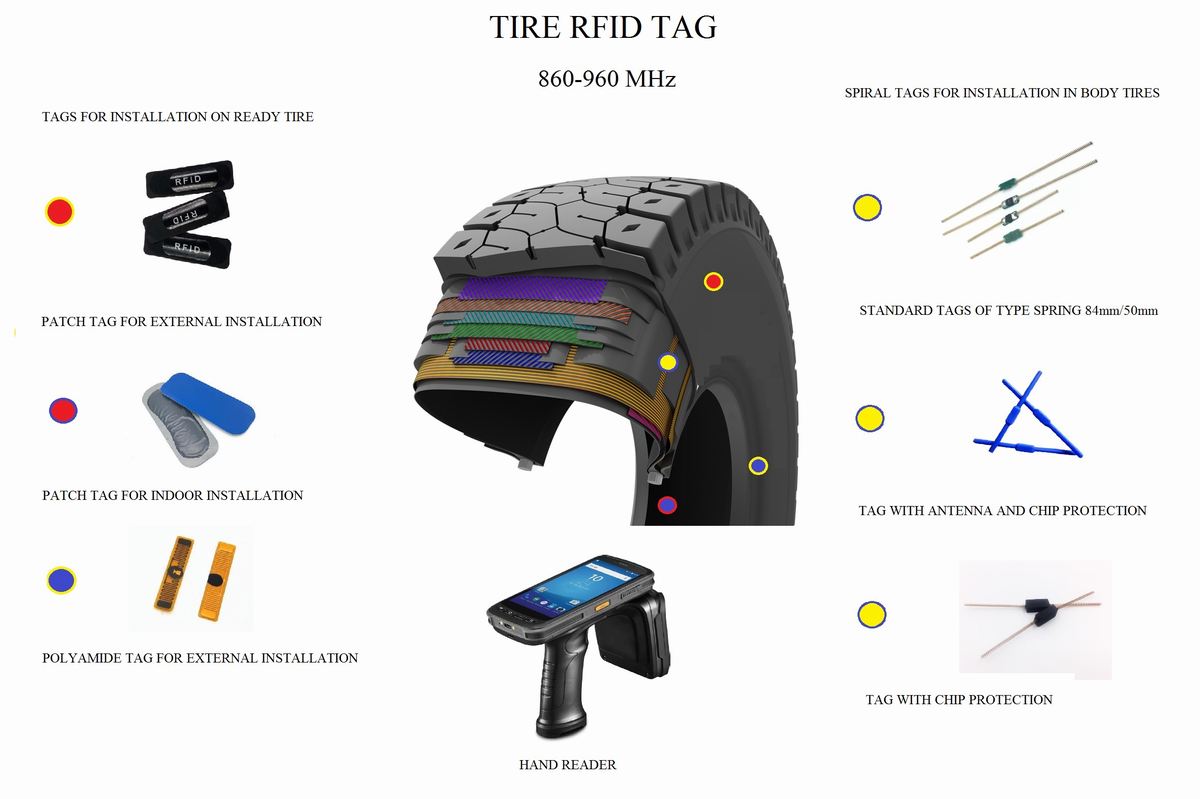 TIRE RFID TAG
860-960 MHz
TAGS FOR INSTALLATION ON READY TIRE
RFID
RFID
RFID
PATCH TAG FOR EXTERNAL INSTALLATION
PATCH TAG FOR INDOOR INSTALLATION
POLYAMIDE TAG FOR EXTERNAL INSTALLATION
10
HAND READER
SPIRAL TAGS FOR INSTALLATION IN BODY TIRES
STANDARD TAGS OF TYPE SPRING 84mm/50mm
TAG WITH ANTENNA AND CHIP PROTECTION
TAG WITH CHIP PROTECTION